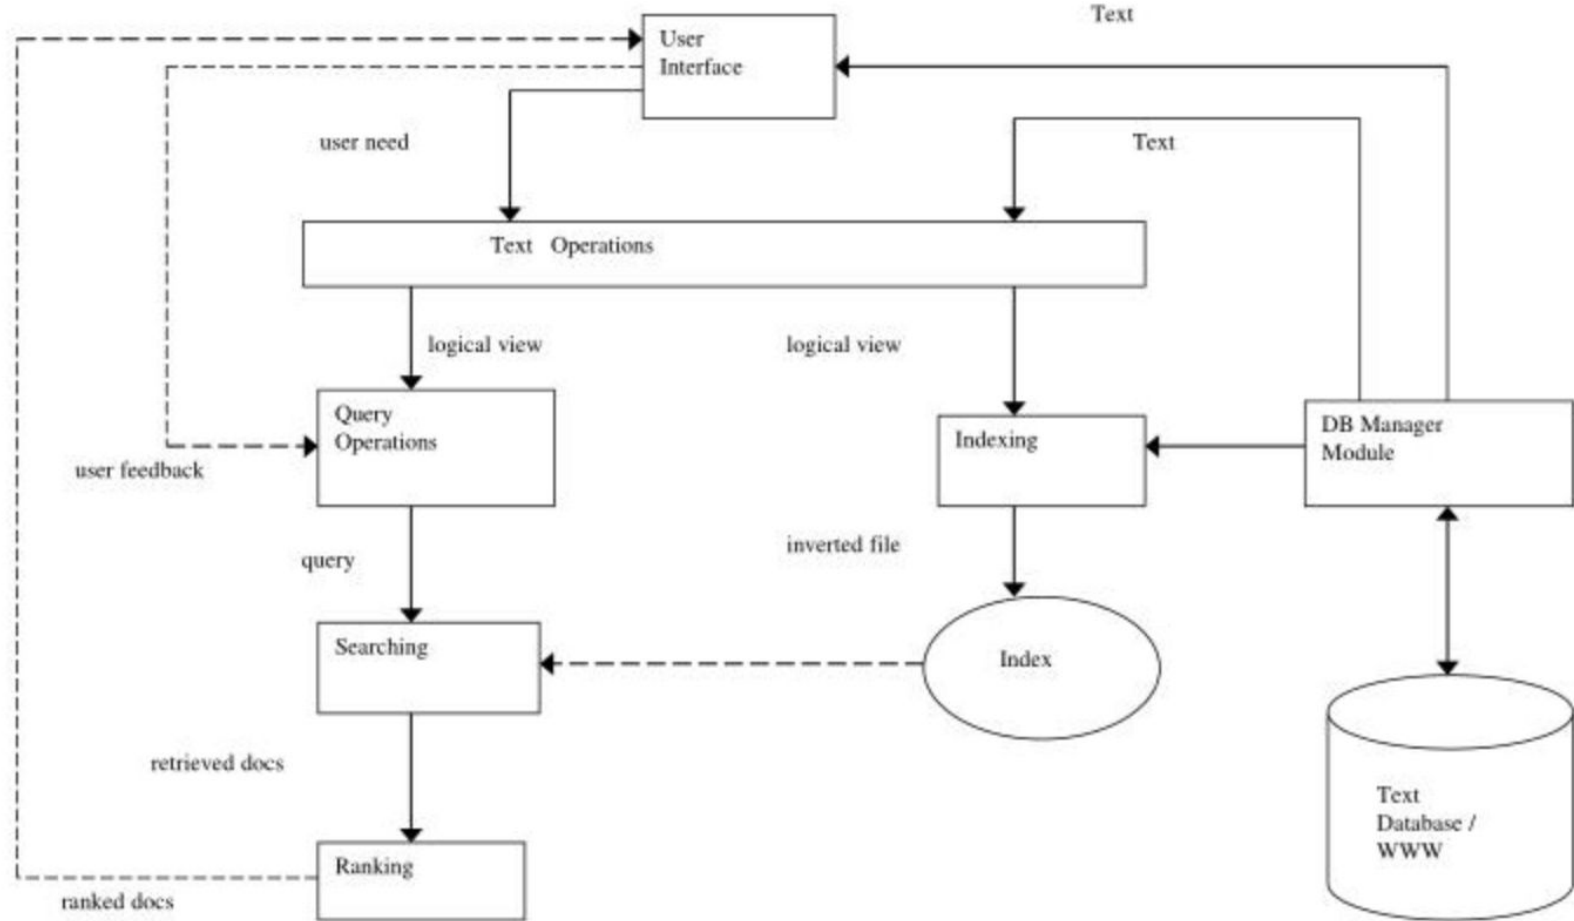 Text
User
Interface
user need
Text
Text Operations
logical view
logical view
Query
Operations
Indexing
DB Manager
Module
user feedback
query
inverted file
Searching
Index
retrieved docs
Text
Database /
WWW
Ranking
ranked docs